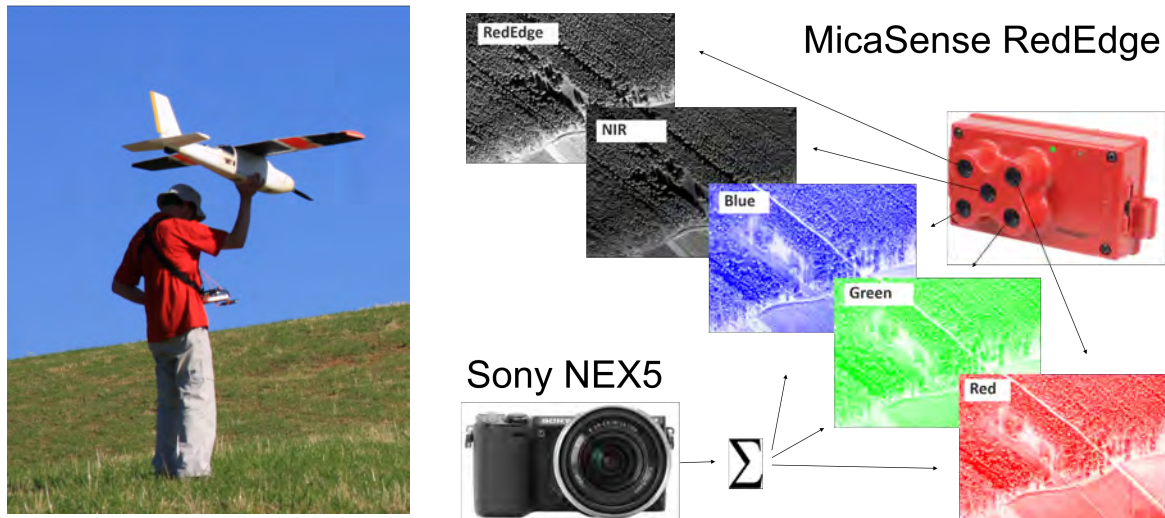 MicaSense RedEdge
RedEdge
NIR
Blue
Green
Red
Sony NEX5
SONY
Σ